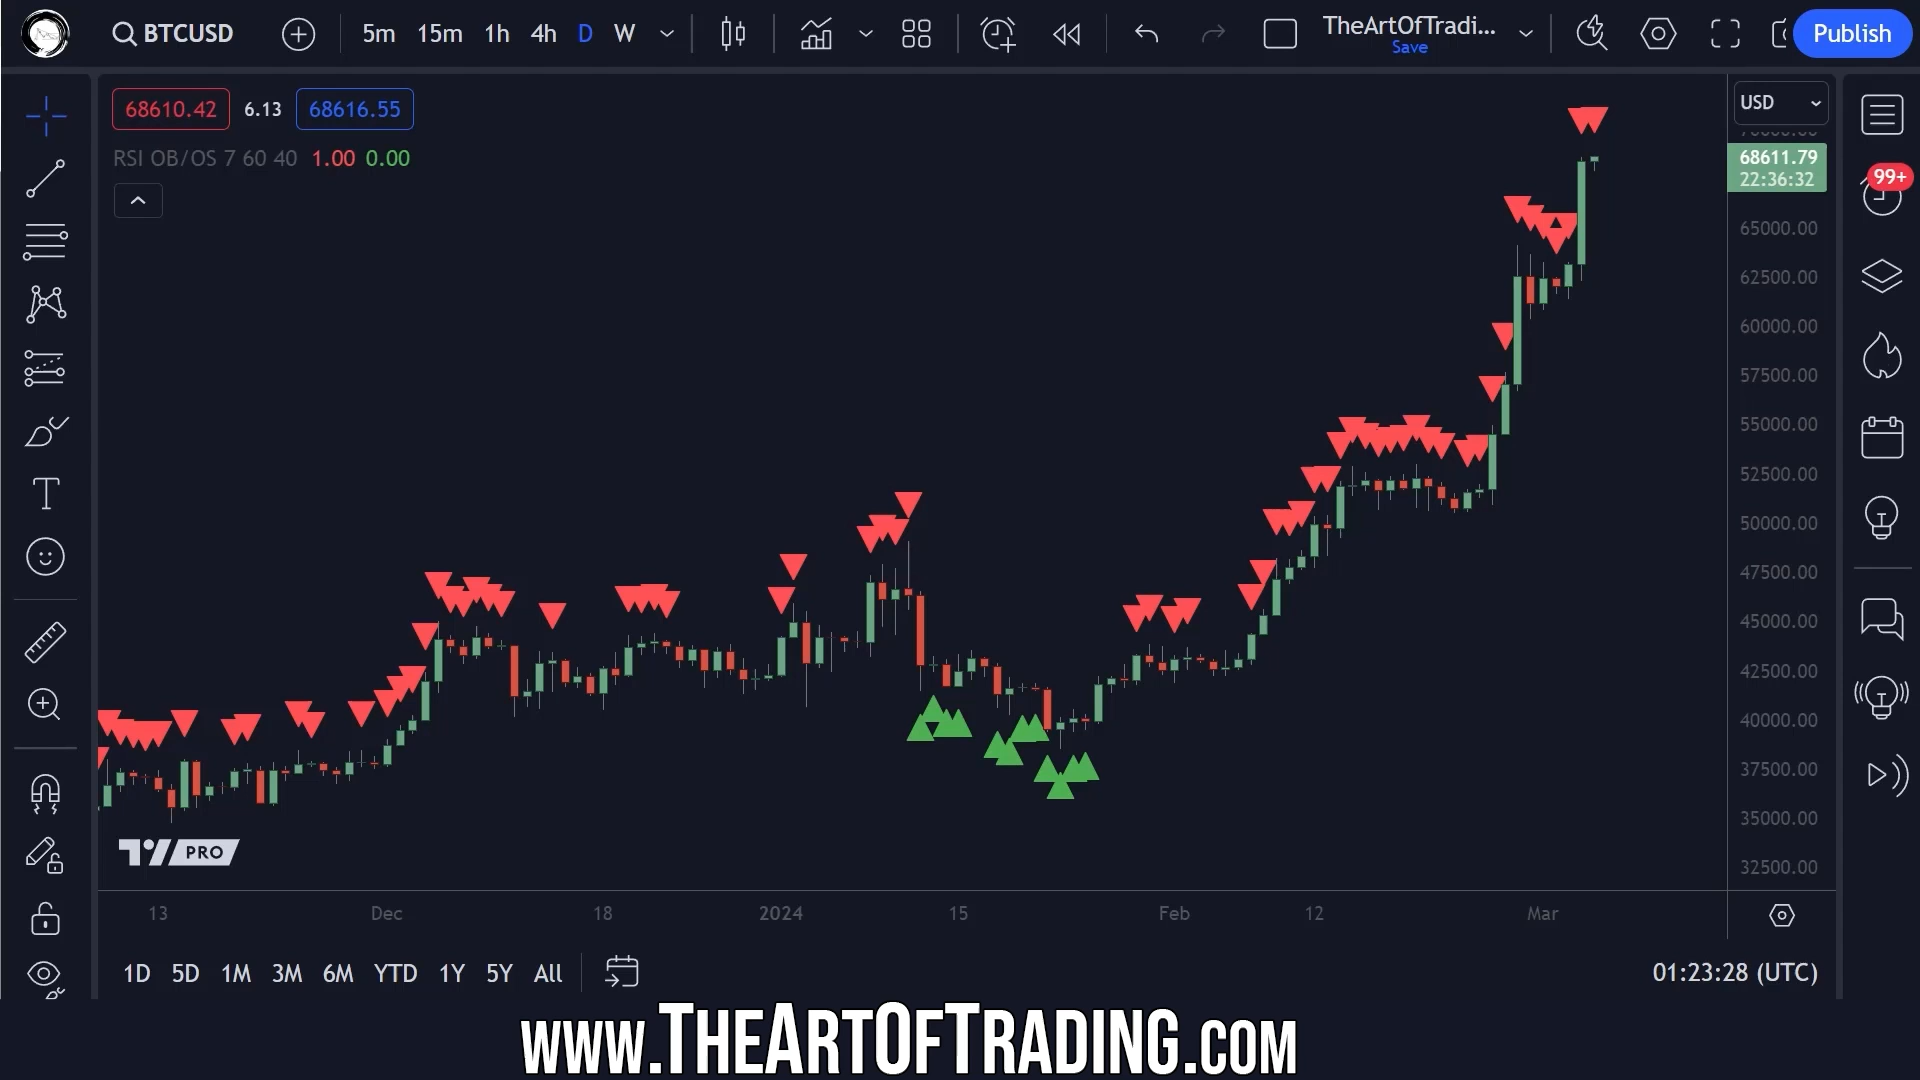 BTCUSD 5m 15m 1h 4h D W TheArtOfTradi... Publish
Save
68610.42 6.13 68616.55 USD
RSI OB/OS 7 60 40 1.00 0.00
68611.79
22:36:32
99+
65000.00
62500.00
60000.00
57500.00
55000.00
52500.00
50000.00
47500.00
45000.00
42500.00
40000.00
37500.00
35000.00
32500.00
PRO
13 Dec 18 2024 15 Feb 12 Mar
1D 5D 1M 3M 6M YTD 1Y 5Y All 01:23:28 (UTC)
www.TheArtOfTrading.com